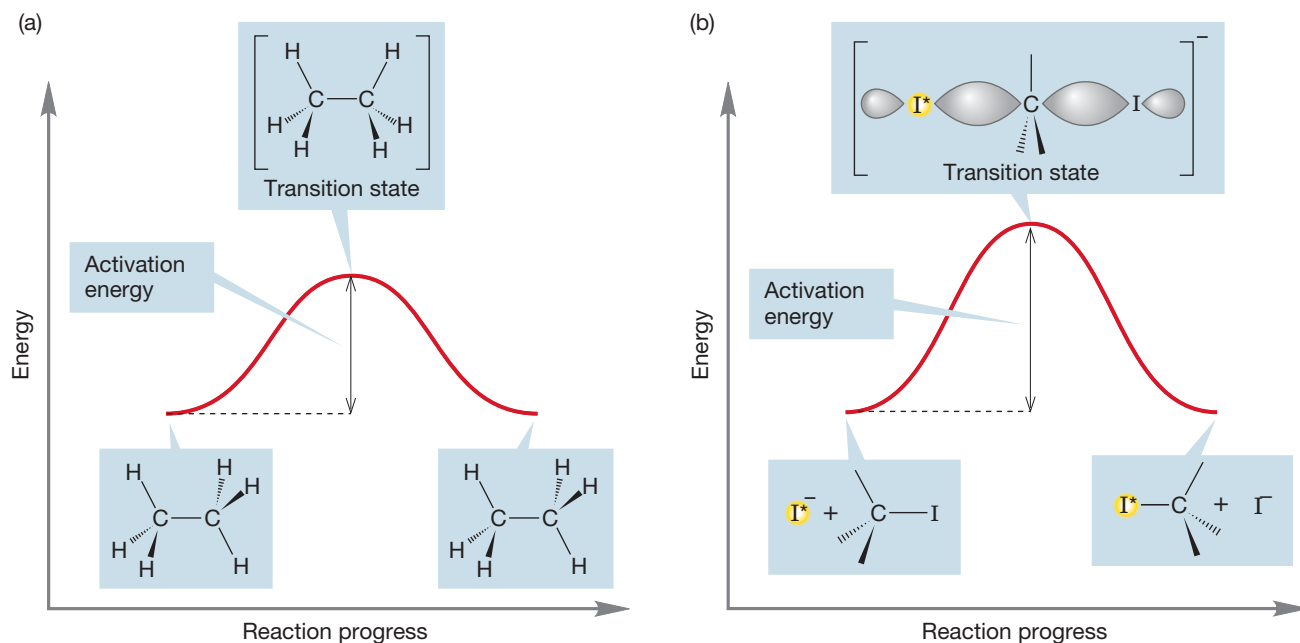 (a)
H H
C C
H H
H H
Transition state
Activation
energy
Energy
H H
H
C C
H
H H
H H
H
C C
H
H H
Reaction progress
(b)
I* C I
–
Transition state
Activation
energy
Energy
I*– + C I
I* C + I–
Reaction progress